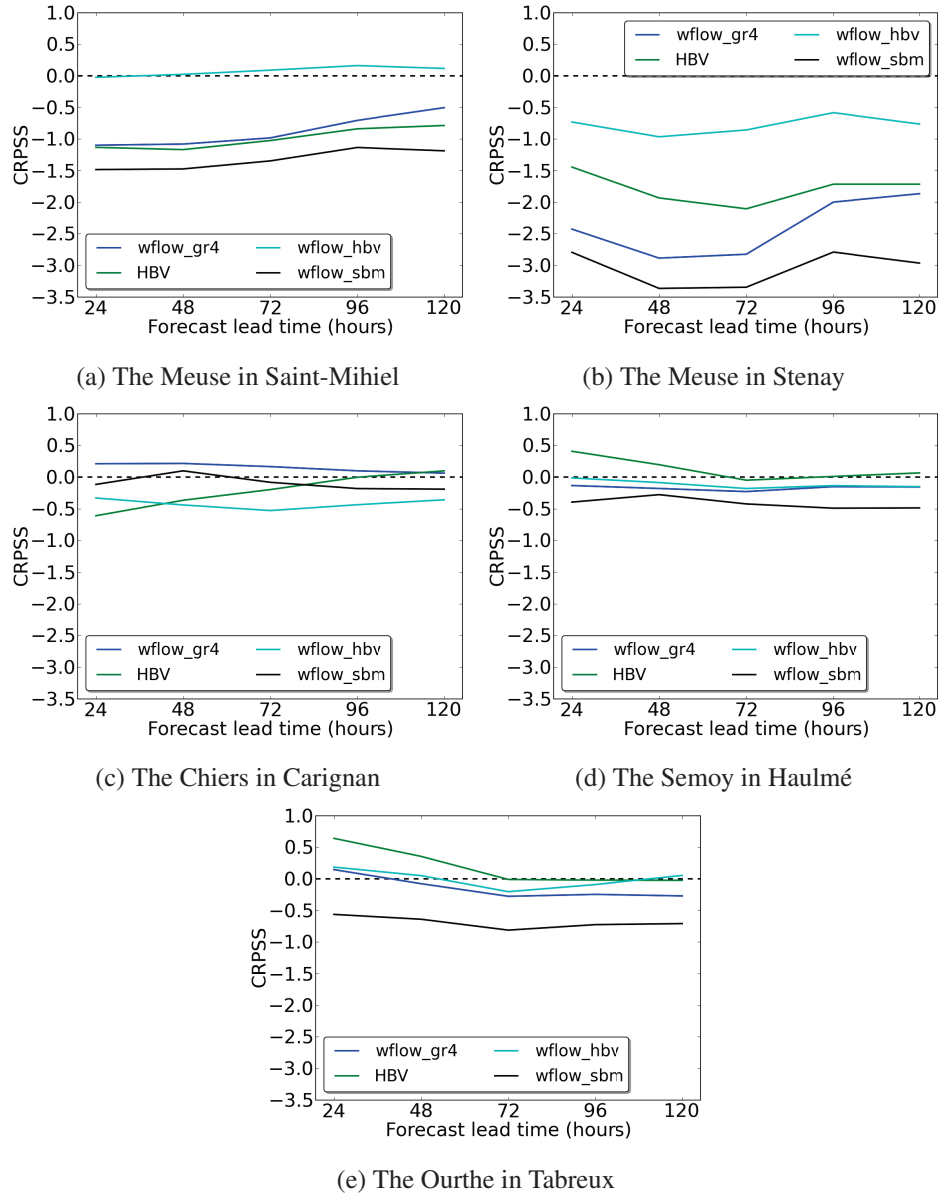 1.0
0.5
0.0
−0.5
−1.0
−1.5
−2.0
−2.5
−3.0
−3.5
CRPSS
wflow_gr4 wflow_hbv
HBV wflow_sbm
24 48 72 96 120
Forecast lead time (hours)
(a) The Meuse in Saint-Mihiel
1.0
0.5
0.0
−0.5
−1.0
−1.5
−2.0
−2.5
−3.0
−3.5
CRPSS
wflow_gr4 wflow_hbv
HBV wflow_sbm
24 48 72 96 120
Forecast lead time (hours)
(b) The Meuse in Stenay
1.0
0.5
0.0
−0.5
−1.0
−1.5
−2.0
−2.5
−3.0
−3.5
CRPSS
wflow_gr4 wflow_hbv
HBV wflow_sbm
24 48 72 96 120
Forecast lead time (hours)
(c) The Chiers in Carignan
1.0
0.5
0.0
−0.5
−1.0
−1.5
−2.0
−2.5
−3.0
−3.5
CRPSS
wflow_gr4 wflow_hbv
HBV wflow_sbm
24 48 72 96 120
Forecast lead time (hours)
(d) The Semoy in Haulmé
1.0
0.5
0.0
−0.5
−1.0
−1.5
−2.0
−2.5
−3.0
−3.5
CRPSS
wflow_gr4 wflow_hbv
HBV wflow_sbm
24 48 72 96 120
Forecast lead time (hours)
(e) The Ourthe in Tabreux